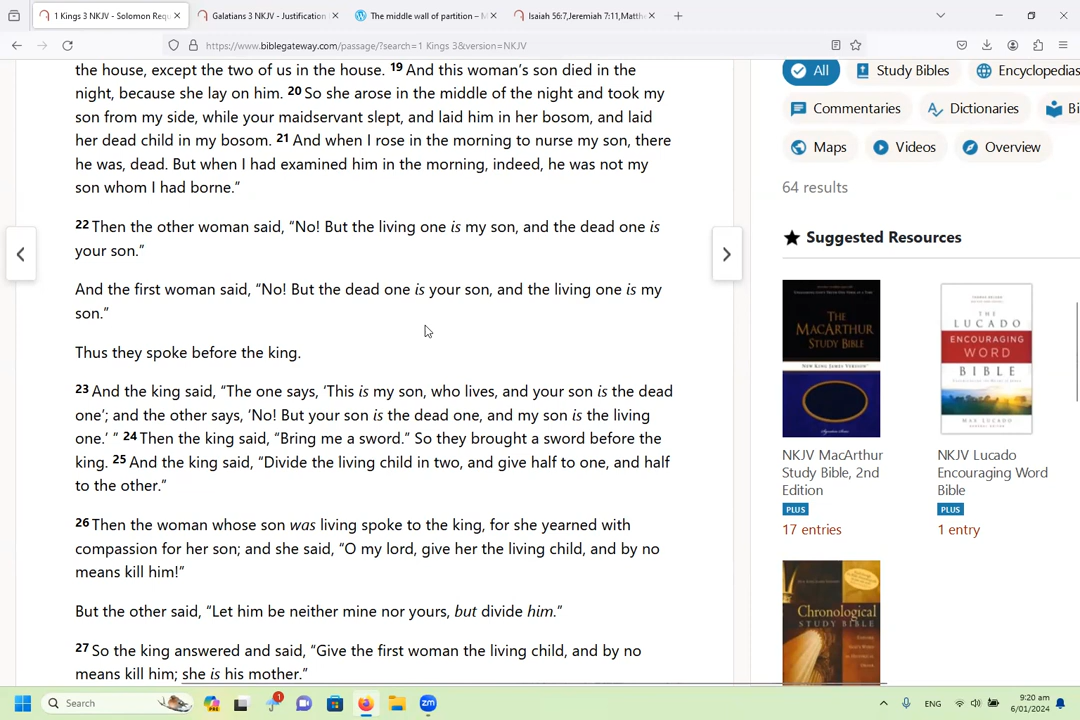 1 Kings 3 NKJV - Solomon Req
Galatians 3 NKJV - Justification
The middle wall of partition – M
Isaiah 56:7,Jeremiah 7:11,Matthe
https://www.biblegateway.com/passage/?search=1 Kings 3&version=NKJV
the house, except the two of us in the house. 19 And this woman's son died in the
night, because she lay on him. 20 So she arose in the middle of the night and took my
son from my side, while your maidservant slept, and laid him in her bosom, and laid
her dead child in my bosom. 21 And when I rose in the morning to nurse my son, there
he was, dead. But when I had examined him in the morning, indeed, he was not my
son whom I had borne.”
22 Then the other woman said, “No! But the living one is my son, and the dead one is
your son.”
And the first woman said, “No! But the dead one is your son, and the living one is my
son.”
Thus they spoke before the king.
23 And the king said, “The one says, ‘This is my son, who lives, and your son is the dead
one’; and the other says, ‘No! But your son is the dead one, and my son is the living
one.’ ” 24 Then the king said, “Bring me a sword.” So they brought a sword before the
king. 25 And the king said, “Divide the living child in two, and give half to one, and half
to the other.”
26 Then the woman whose son was living spoke to the king, for she yearned with
compassion for her son; and she said, “O my lord, give her the living child, and by no
means kill him!”
But the other said, “Let him be neither mine nor yours, but divide him.”
27 So the king answered and said, “Give the first woman the living child, and by no
means kill him; she is his mother.”
All
Study Bibles
Encyclopedias
Commentaries
Dictionaries
Bi
Maps
Videos
Overview
64 results
Suggested Resources
THE
MACARTHUR
STUDY BIBLE
NEW KING JAMES VERSION
THE
LUCADO
ENCOURAGING
WORD
BIBLE
MAX LUCADO
GENERAL EDITOR
NKJV MacArthur
Study Bible, 2nd
Edition
PLUS
17 entries
NKJV Lucado
Encouraging Word
Bible
PLUS
1 entry
THE
Chronological
STUDY BIBLE
Search
PRE
1
ENG
9:20 am
6/01/2024